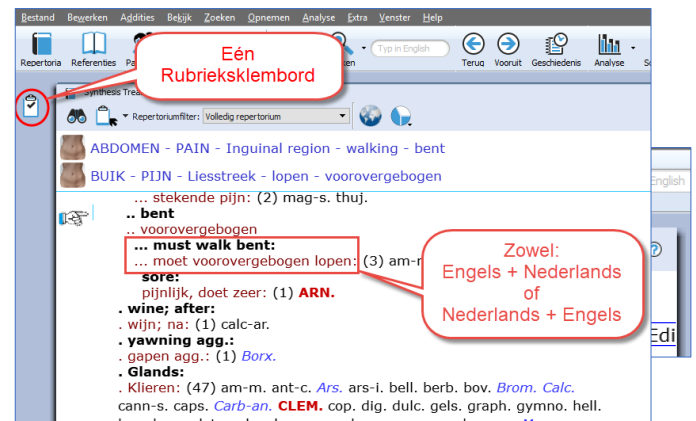 Bestand Bewerken Addities Bekijk Zoeken Opnemen Analyse Extra Venster Help
Typ in English
Repertoria Referenties Terug Vooruit Geschiedenis Analyse
Eén
Rubrieksklembord
Synthesis
Repertoriumfilter: Volledig repertorium
ABDOMEN - PAIN - Inguinal region - walking - bent
BUIK - PIJN - Liesstreek - lopen - voorovergebogen
English
... stekende pijn: (2) mag-s. thuj.
.. bent
.. voorovergebogen
... must walk bent:
... moet voorovergebogen lopen: (3)
sore:
pijnlijk, doet zeer: (1) ARN.
Zowel:
Engels + Nederlands
of
Nederlands + Engels
. wine; after:
. wijn; na: (1) calc-ar.
. yawning agg.:
. gapen agg.: (1) Borx.
. Glands:
. Klieren: (47) am-m. ant-c. Ars. ars-i. bell. berb. bov. Brom. Calc.
cann-s. caps. Carb-an. CLEM. cop. dig. dulc. gels. graph. gymno. hell.